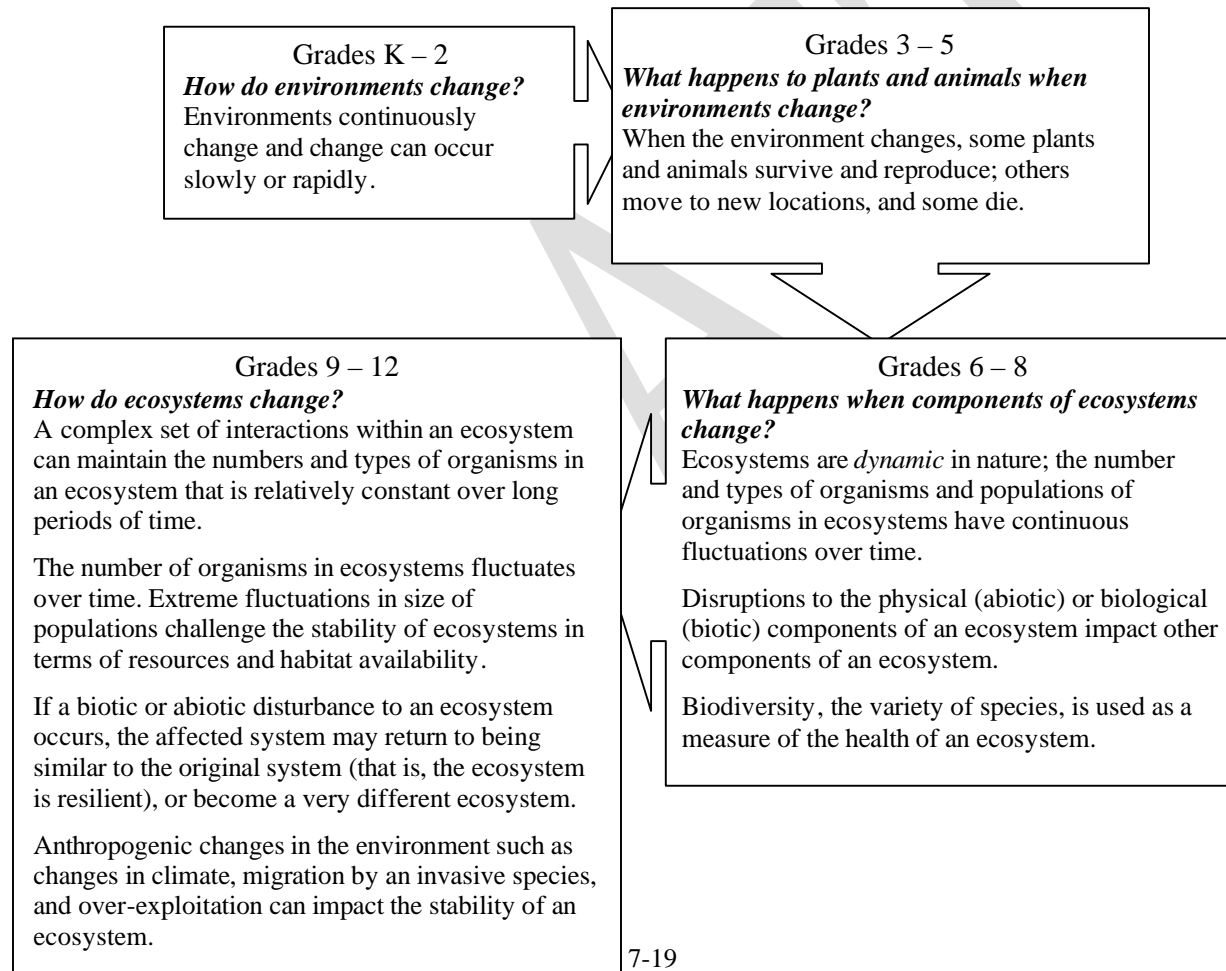 Grades K – 2
How do environments change?
Environments continuously
change and change can occur
slowly or rapidly.
Grades 3 – 5
What happens to plants and animals when
environments change?
When the environment changes, some plants
and animals survive and reproduce; others
move to new locations, and some die.
Grades 6 – 8
What happens when components of ecosystems
change?
Ecosystems are dynamic in nature; the number
and types of organisms and populations of
organisms in ecosystems have continuous
fluctuations over time.
Disruptions to the physical (abiotic) or biological
(biotic) components of an ecosystem impact other
components of an ecosystem.
Biodiversity, the variety of species, is used as a
measure of the health of an ecosystem.
Grades 9 – 12
How do ecosystems change?
A complex set of interactions within an ecosystem
can maintain the numbers and types of organisms in
an ecosystem that is relatively constant over long
periods of time.
The number of organisms in ecosystems fluctuates
over time. Extreme fluctuations in size of
populations challenge the stability of ecosystems in
terms of resources and habitat availability.
If a biotic or abiotic disturbance to an ecosystem
occurs, the affected system may return to being
similar to the original system (that is, the ecosystem
is resilient), or become a very different ecosystem.
Anthropogenic changes in the environment such as
changes in climate, migration by an invasive species,
and over-exploitation can impact the stability of an
ecosystem.
7-19